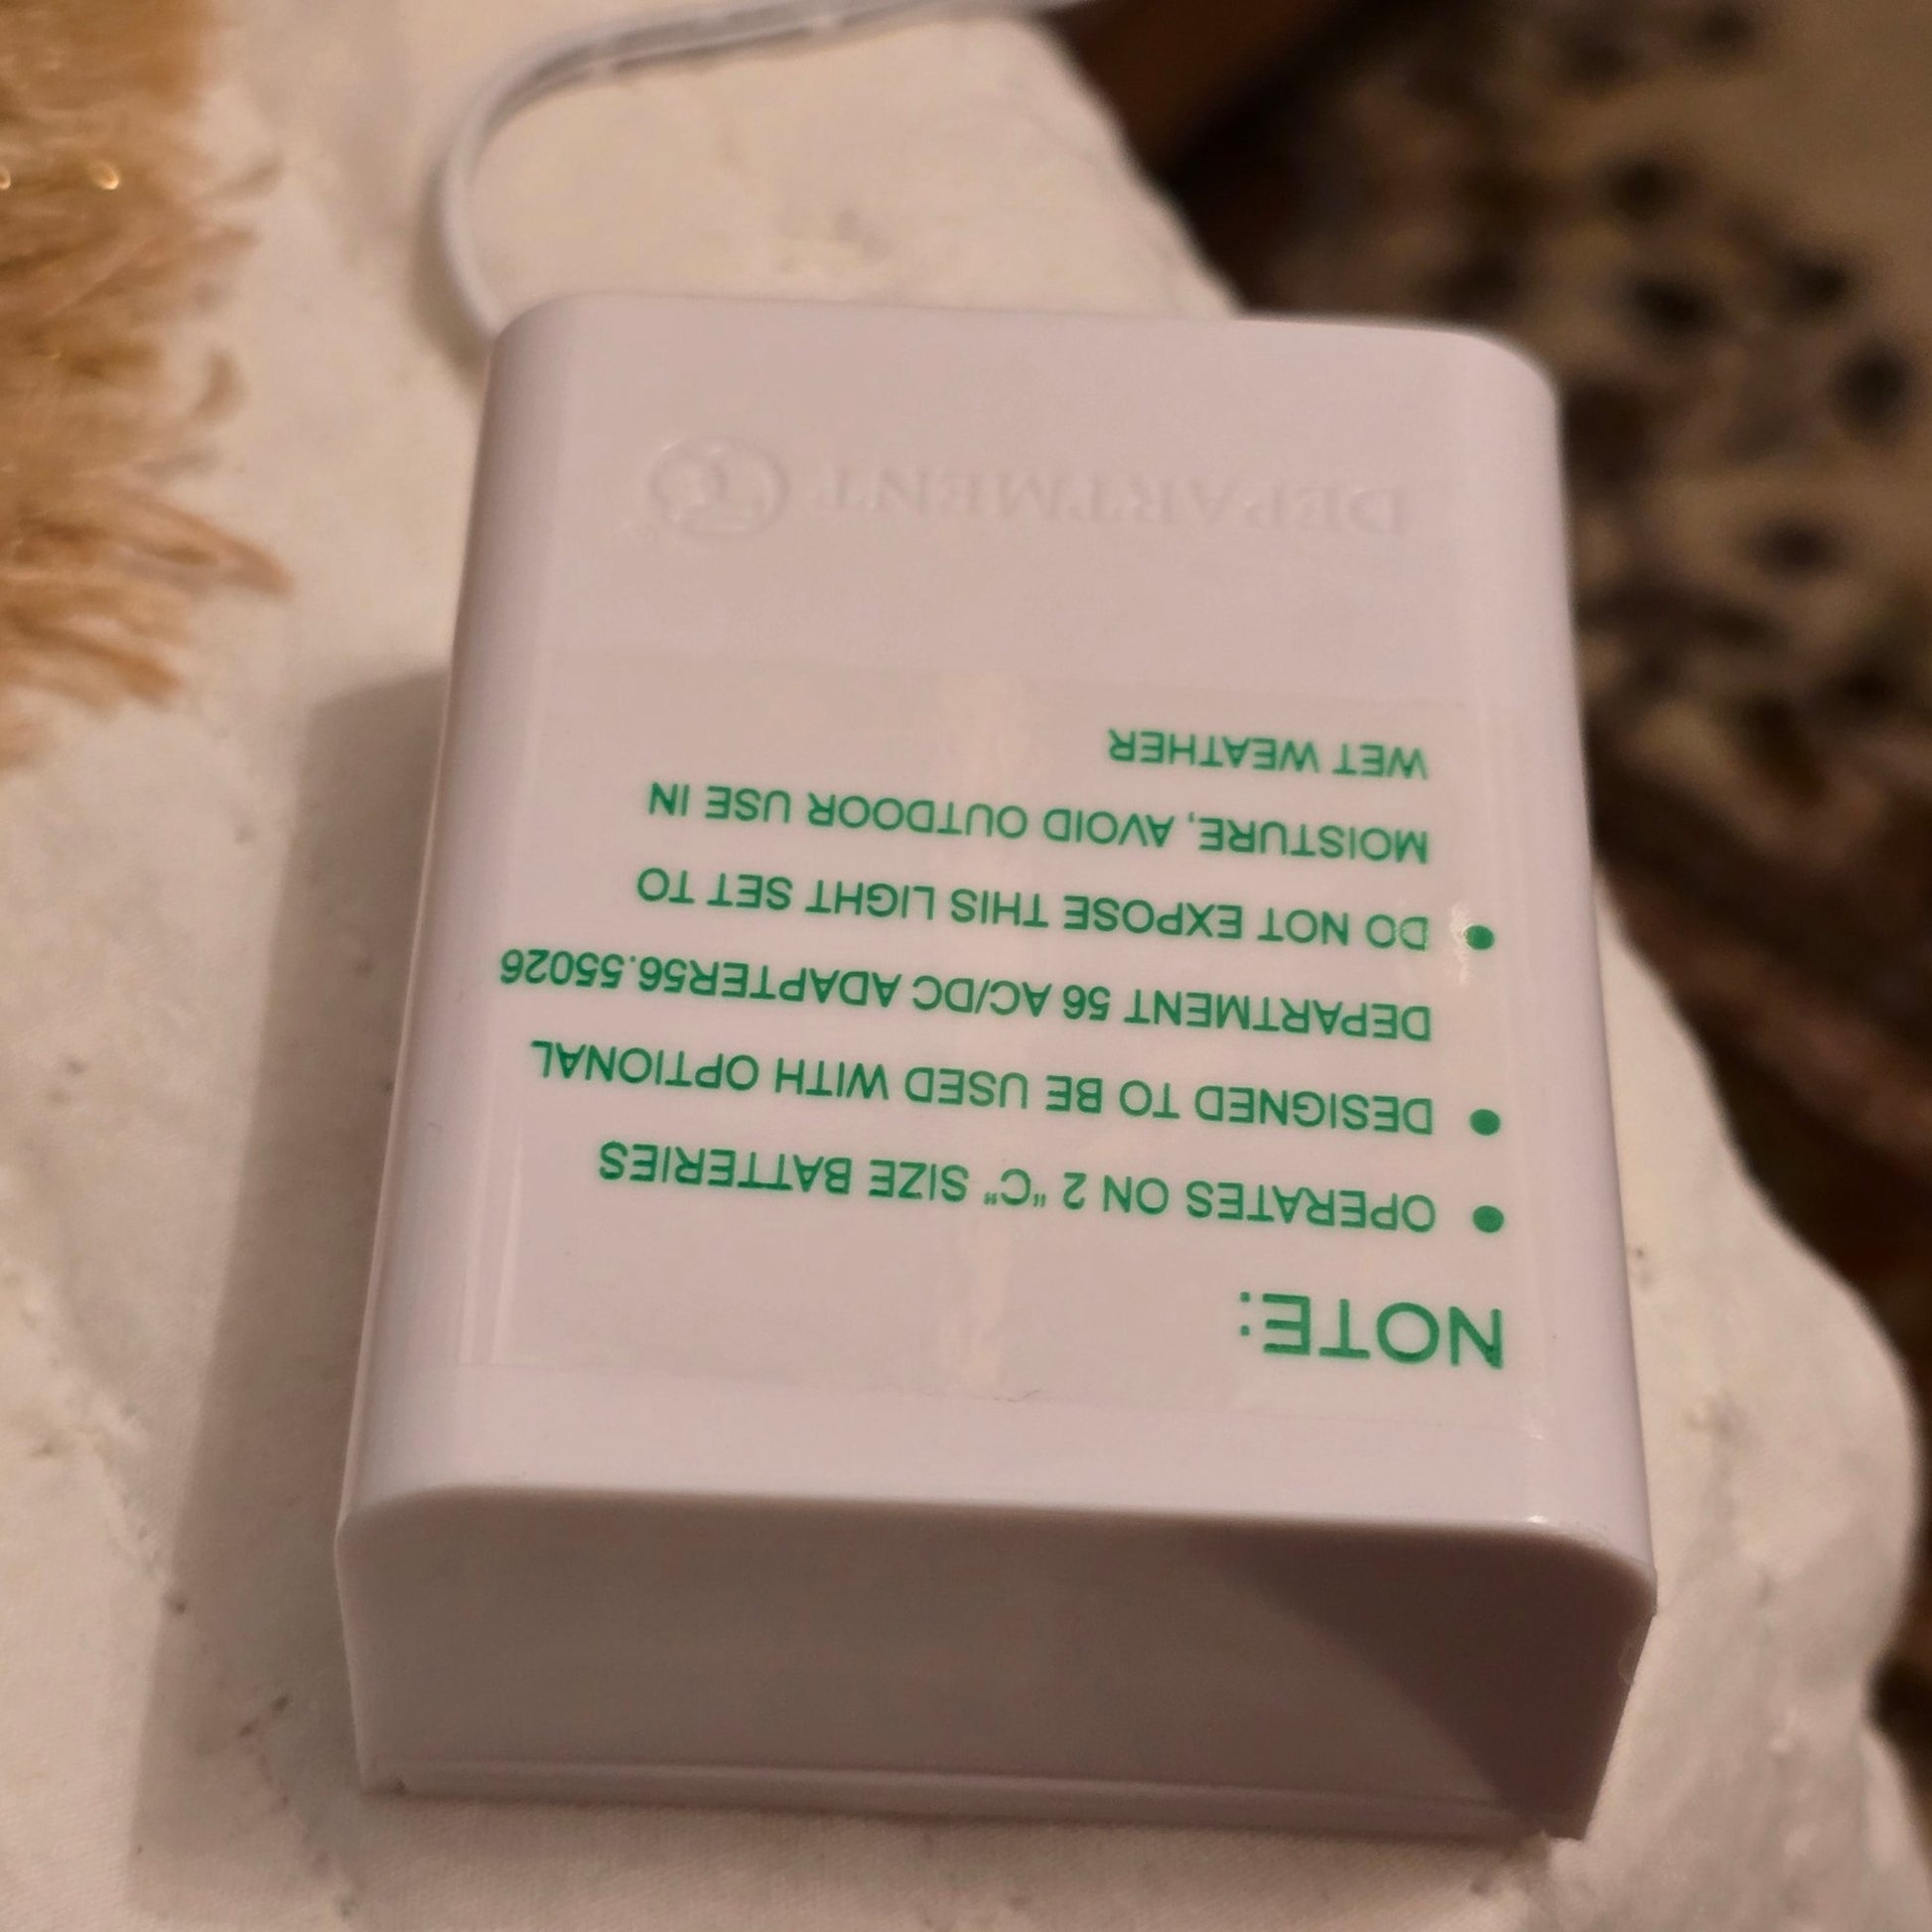 NOTE:
• OPERATES ON 2 "C" SIZE BATTERIES
• DESIGNED TO BE USED WITH OPTIONAL
DEPARTMENT 56 AC/DC ADAPTER56.55026
• DO NOT EXPOSE THIS LIGHT SET TO
MOISTURE, AVOID OUTDOOR USE IN
WET WEATHER
DEPARTMENT